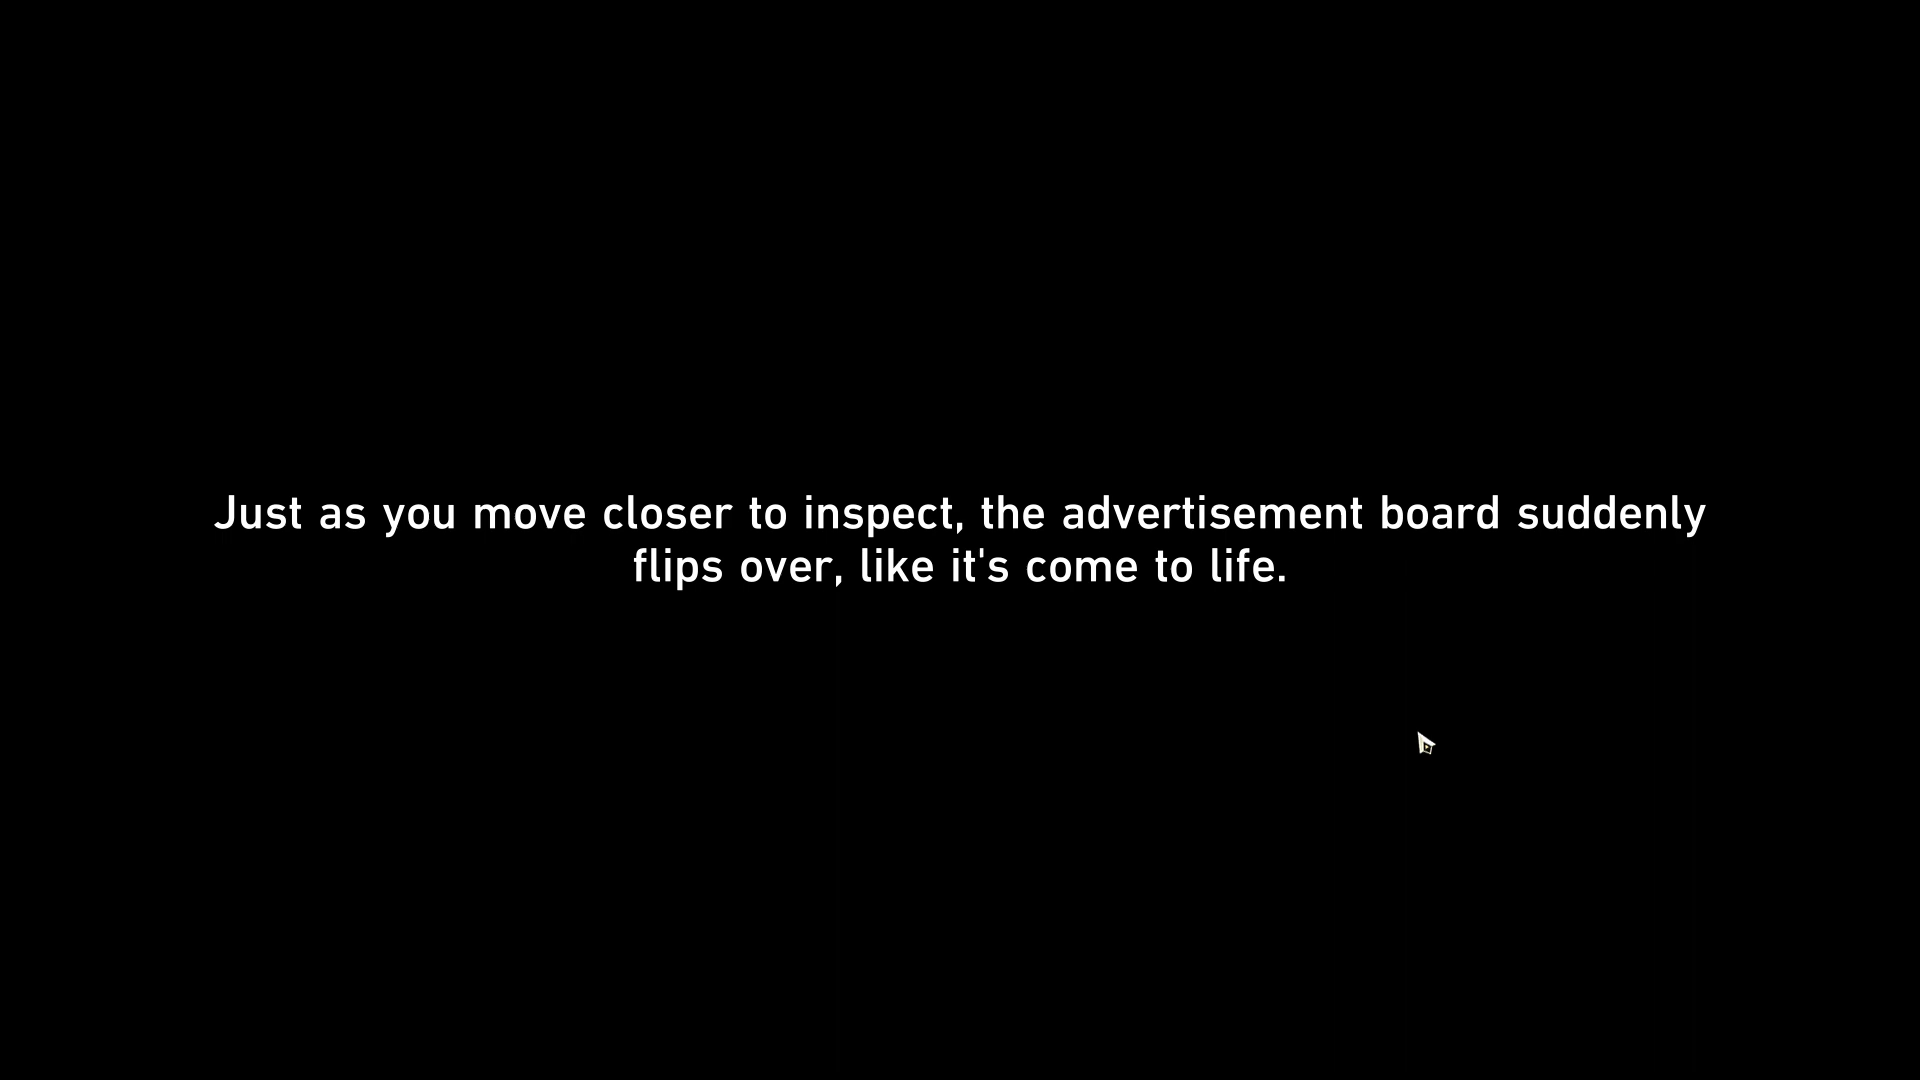 Just as you move closer to inspect, the advertisement board suddenly
flips over, like it's come to life.